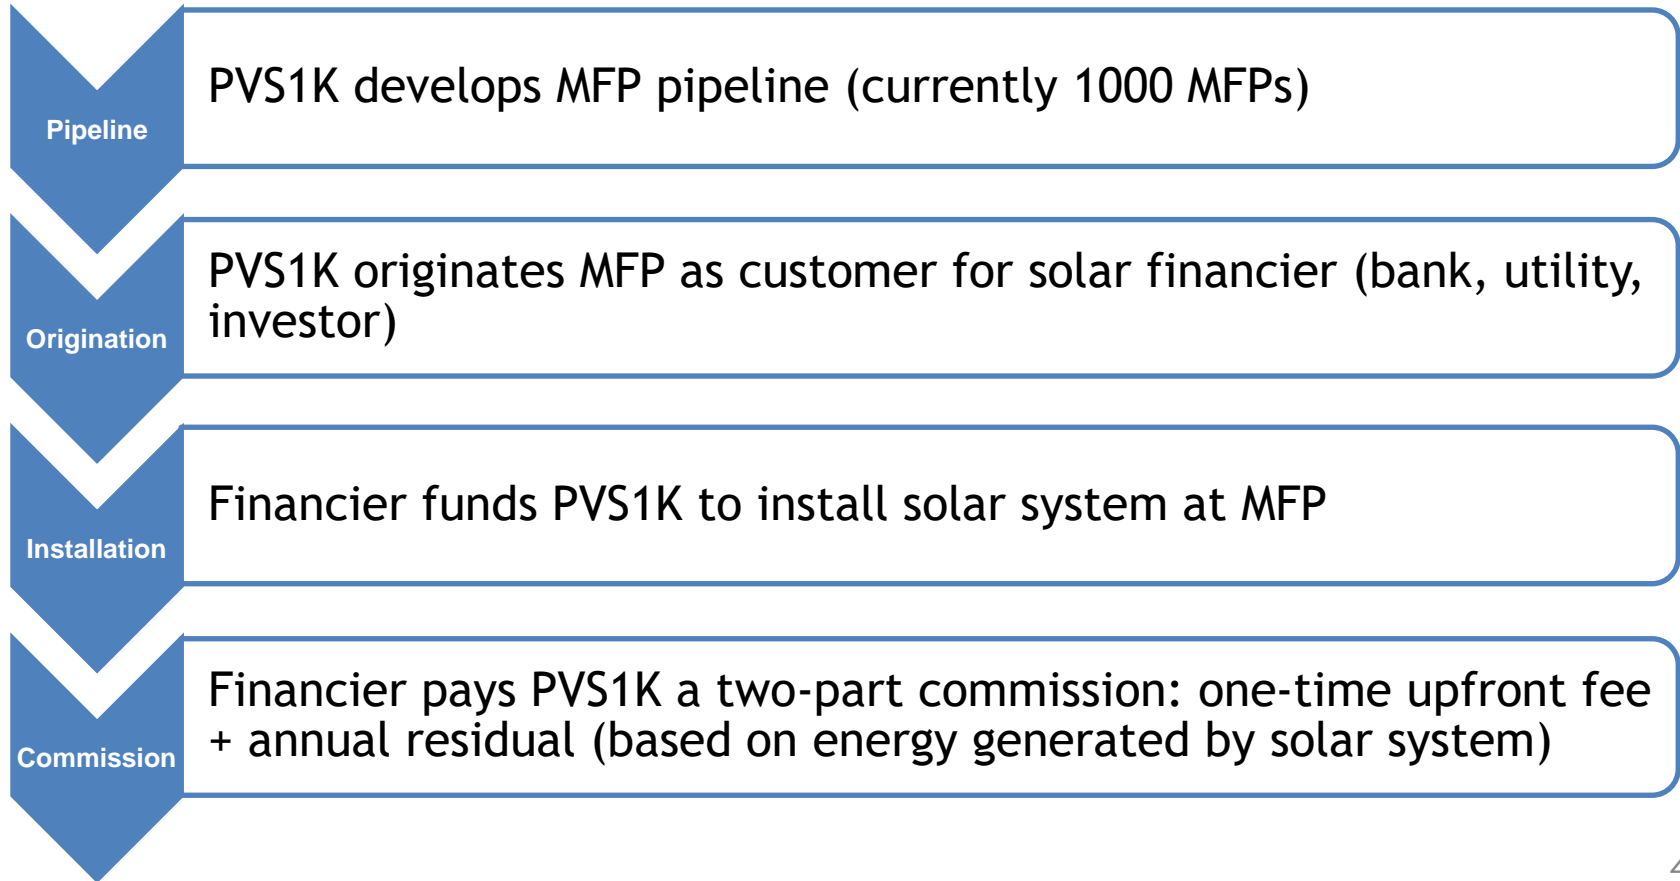 Pipeline
PVS1K develops MFP pipeline (currently 1000 MFPs)
Origination
PVS1K originates MFP as customer for solar financier (bank, utility,
investor)
Installation
Financier funds PVS1K to install solar system at MFP
Commission
Financier pays PVS1K a two-part commission: one-time upfront fee
+ annual residual (based on energy generated by solar system)